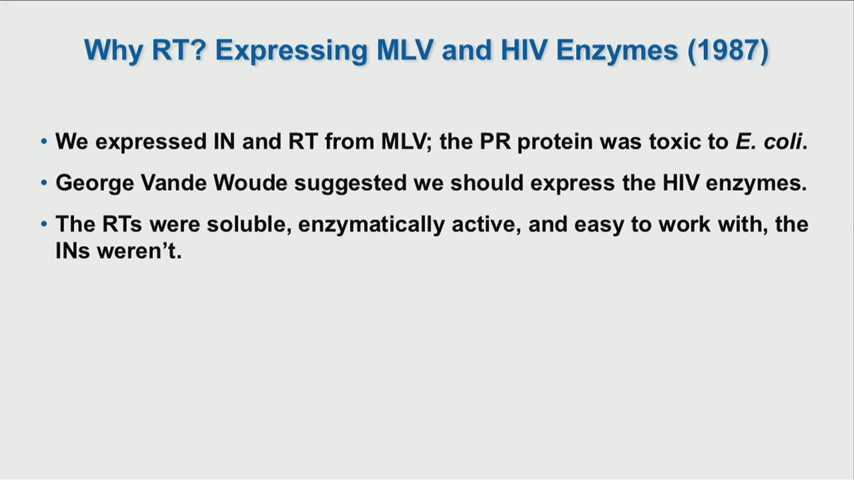 Why RT? Expressing MLV and HIV Enzymes (1987)
• We expressed IN and RT from MLV; the PR protein was toxic to E. coli.
• George Vande Woude suggested we should express the HIV enzymes.
• The RTs were soluble, enzymatically active, and easy to work with, the
INs weren’t.